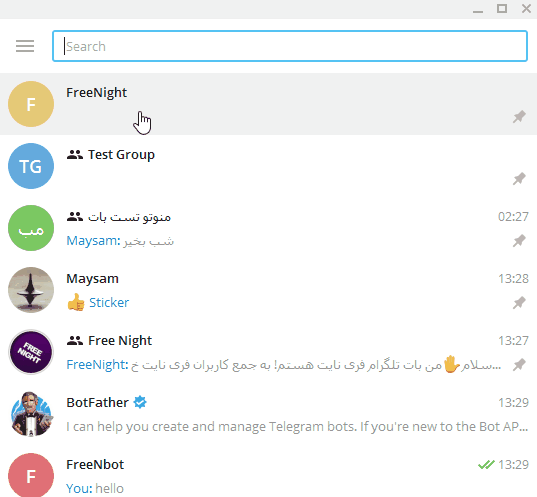 Search
F
FreeNight
TG
Test Group
مب
منوتو تست بات
02:27
Maysam: شب بخیر
Maysam
13:28
👍 Sticker
FREE
NIGHT
Free Night
13:27
FreeNight: سلام✋من بات تلگرام فری نایت هستم! به جمع کاربران فری نایت خ...
BotFather
13:29
I can help you create and manage Telegram bots. If you're new to the Bot AP...
F
FreeNbot
13:29
You: hello